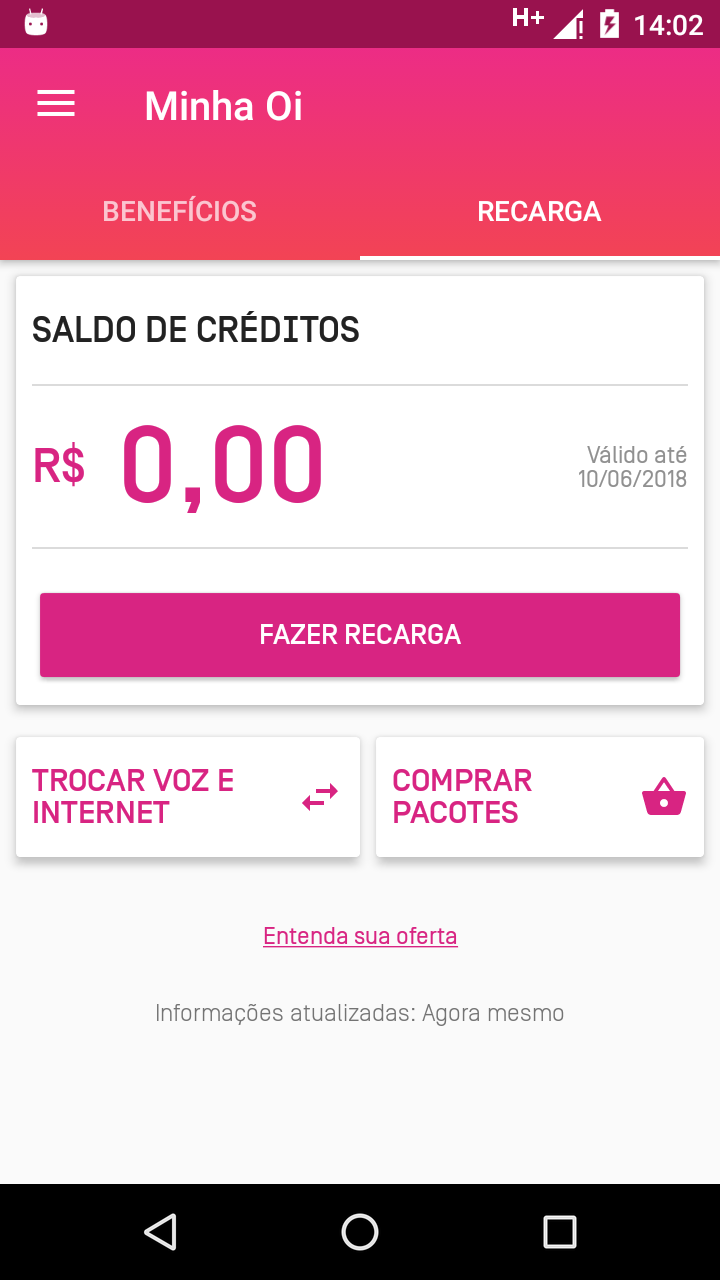 H+ 14:02
Minha Oi
BENEFÍCIOS RECARGA
SALDO DE CRÉDITOS
R$ 0,00
Válido até
10/06/2018
FAZER RECARGA
TROCAR VOZ E
INTERNET
COMPRAR
PACOTES
Entenda sua oferta
Informações atualizadas: Agora mesmo